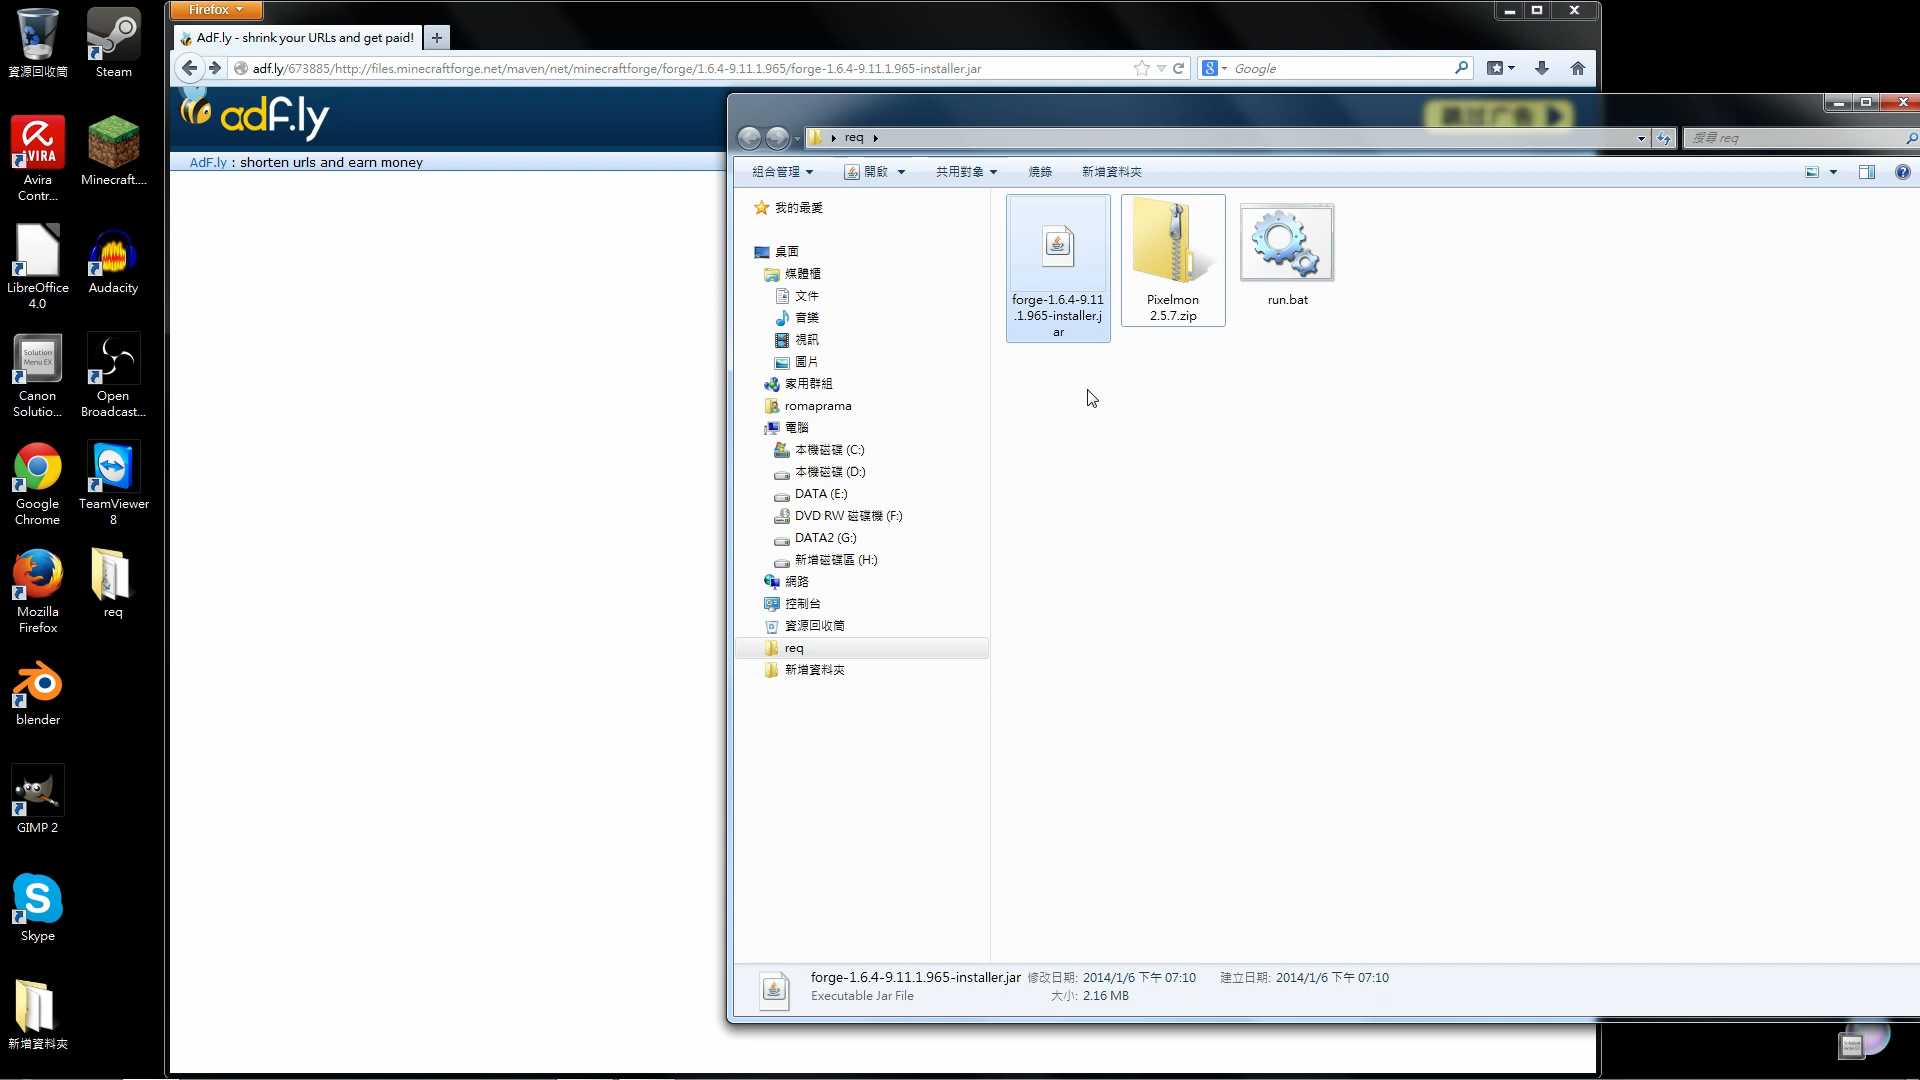 資源回收筒
Steam
Avira
Contr...
Minecraft....
LibreOffice
4.0
Audacity
Solution
Menu EX
Canon
Solutio...
Open
Broadcast...
Google
Chrome
TeamViewer
8
Mozilla
Firefox
req
blender
GIMP 2
Skype
新增資料夾
Firefox
AdF.ly - shrink your URLs and get paid!
adf.ly/673885/http://files.minecraftforge.net/maven/net/minecraftforge/forge/1.6.4-9.11.1.965/forge-1.6.4-9.11.1.965-installer.jar
Google
adf.ly
AdF.ly : shorten urls and earn money
req
搜尋 req
組合管理
開啟
共用對象
燒錄
新增資料夾
我的最愛
桌面
媒體櫃
文件
音樂
視訊
圖片
家用群組
romaprama
電腦
本機磁碟 (C:)
本機磁碟 (D:)
DATA (E:)
DVD RW 磁碟機 (F:)
DATA2 (G:)
新增磁碟區 (H:)
網路
控制台
資源回收筒
req
新增資料夾
forge-1.6.4-9.11
.1.965-installer.j
ar
Pixelmon
2.5.7.zip
run.bat
forge-1.6.4-9.11.1.965-installer.jar 修改日期: 2014/1/6 下午 07:10 建立日期: 2014/1/6 下午 07:10
Executable Jar File 大小: 2.16 MB